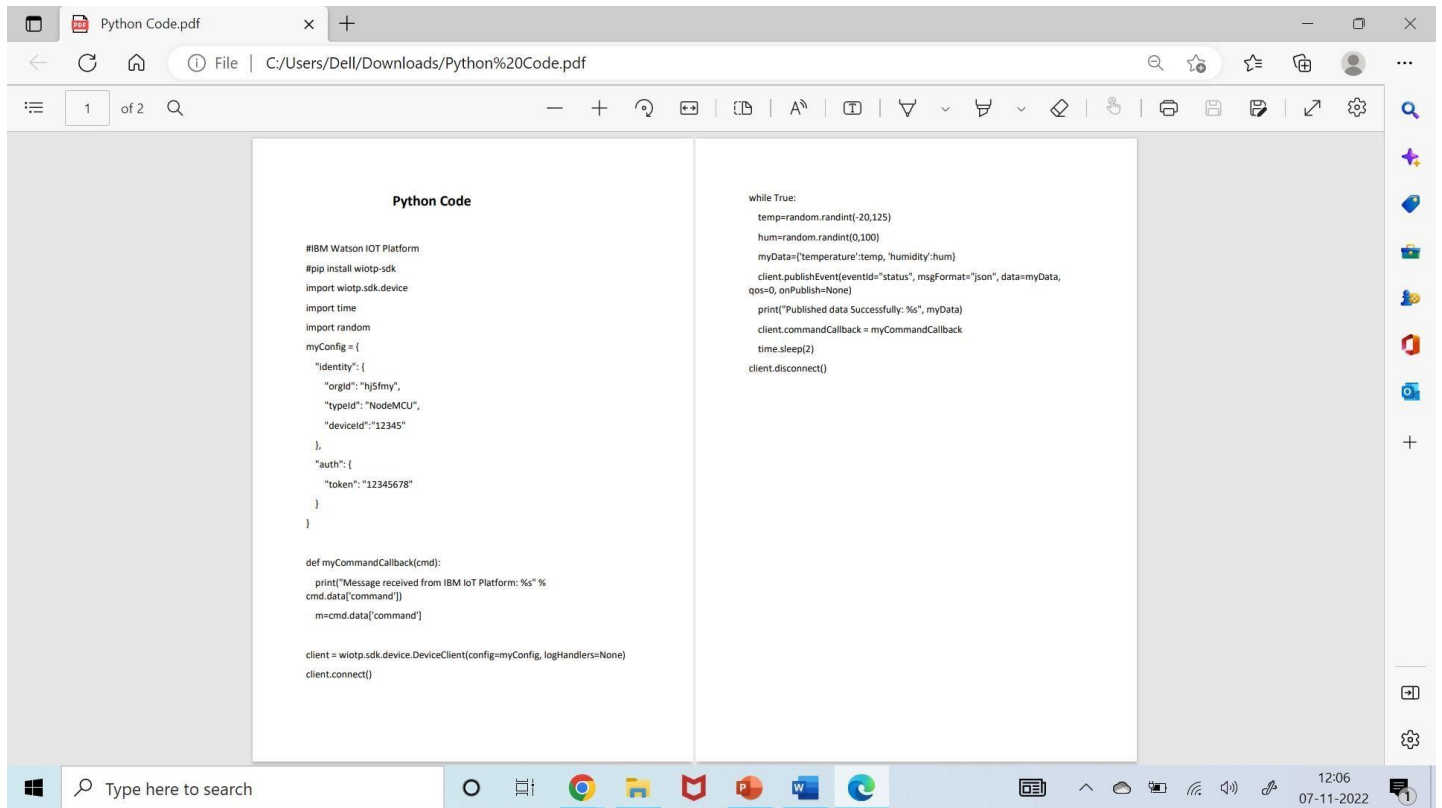 Python Code.pdf
File | C:/Users/Dell/Downloads/Python%20Code.pdf
1 of 2
Python Code
#IBM Watson IOT Platform
#pip install wiotp-sdk
import wiotp.sdk.device
import time
import random
myConfig = {
"identity": {
"orgId": "hj5fmy",
"typeId": "NodeMCU",
"deviceId":"12345"
},
"auth": {
"token": "12345678"
}
}
def myCommandCallback(cmd):
print("Message received from IBM IoT Platform: %s" %
cmd.data['command'])
m=cmd.data['command']
client = wiotp.sdk.device.DeviceClient(config=myConfig, logHandlers=None)
client.connect()
while True:
temp=random.randint(-20,125)
hum=random.randint(0,100)
myData={'temperature':temp, 'humidity':hum}
client.publishEvent(eventId="status", msgFormat="json", data=myData,
qos=0, onPublish=None)
print("Published data Successfully: %s", myData)
client.commandCallback = myCommandCallback
time.sleep(2)
client.disconnect()
Type here to search
12:06
07-11-2022
1